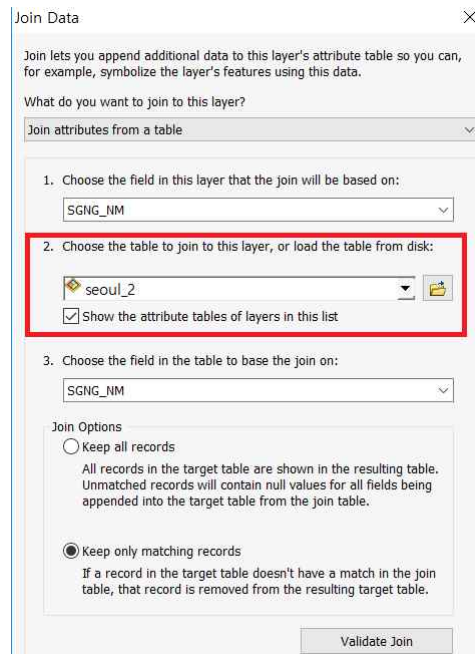 Join Data
Join lets you append additional data to this layer's attribute table so you can,
for example, symbolize the layer's features using this data.
What do you want to join to this layer?
Join attributes from a table
1. Choose the field in this layer that the join will be based on:
SGNG_NM
2. Choose the table to join to this layer, or load the table from disk:
seoul_2
Show the attribute tables of layers in this list
3. Choose the field in the table to base the join on:
SGNG_NM
Join Options
Keep all records
All records in the target table are shown in the resulting table.
Unmatched records will contain null values for all fields being
appended into the target table from the join table.
Keep only matching records
If a record in the target table doesn't have a match in the join
table, that record is removed from the resulting target table.
Validate Join